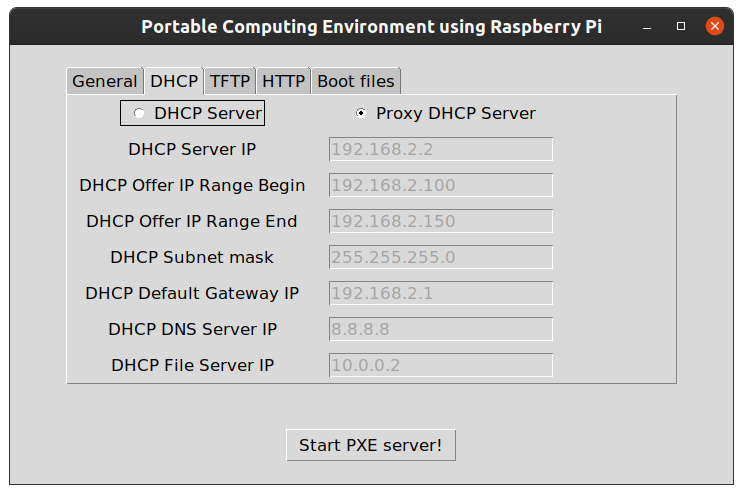 Portable Computing Environment using Raspberry Pi
General DHCP TFTP HTTP Boot files
DHCP Server Proxy DHCP Server
DHCP Server IP 192.168.2.2
DHCP Offer IP Range Begin 192.168.2.100
DHCP Offer IP Range End 192.168.2.150
DHCP Subnet mask 255.255.255.0
DHCP Default Gateway IP 192.168.2.1
DHCP DNS Server IP 8.8.8.8
DHCP File Server IP 10.0.0.2
Start PXE server!